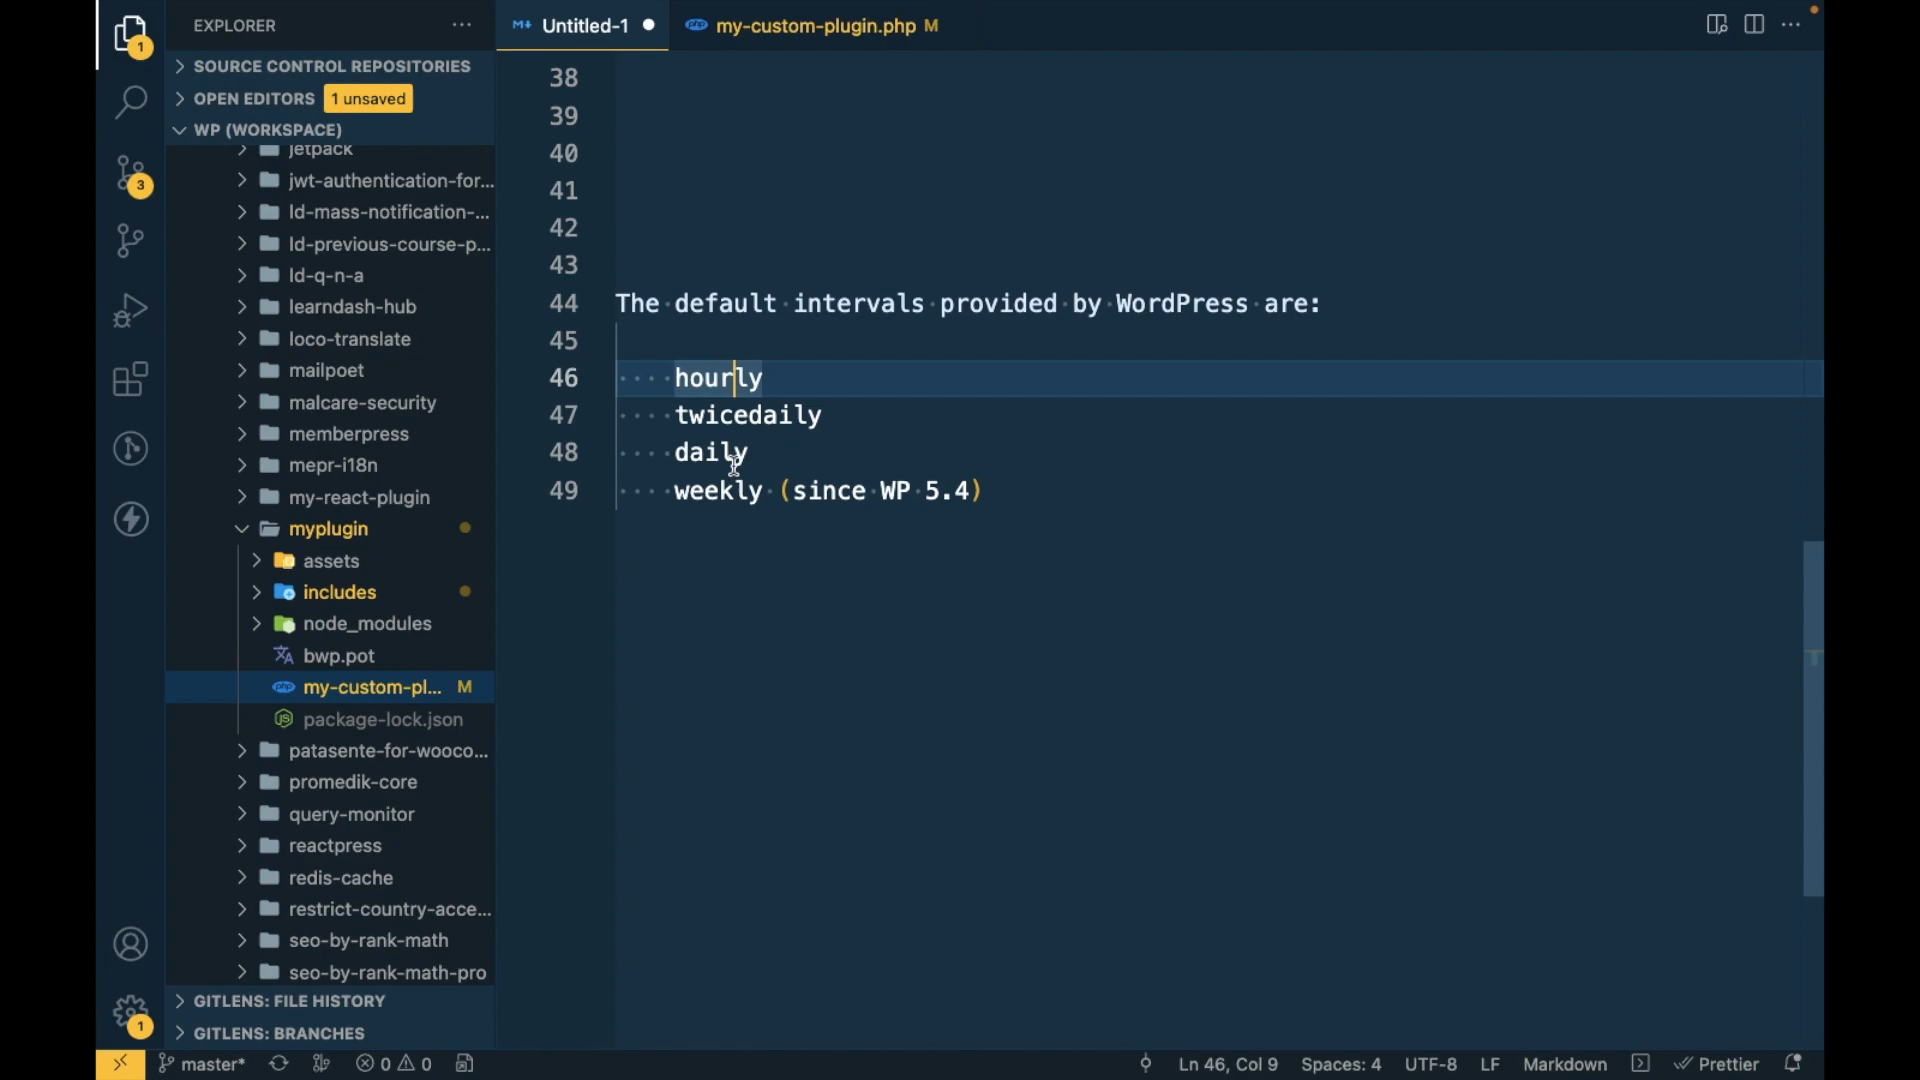 EXPLORER
SOURCE CONTROL REPOSITORIES
OPEN EDITORS 1 unsaved
WP (WORKSPACE)
jetpack
jwt-authentication-for...
ld-mass-notification-...
ld-previous-course-p...
ld-q-n-a
learndash-hub
loco-translate
mailpoet
malcare-security
memberpress
mepr-i18n
my-react-plugin
myplugin
assets
includes
node_modules
bwp.pot
my-custom-pl... M
package-lock.json
patasente-for-wooco...
promedik-core
query-monitor
reactpress
redis-cache
restrict-country-acce...
seo-by-rank-math
seo-by-rank-math-pro
GITLENS: FILE HISTORY
GITLENS: BRANCHES
1
3
1
Untitled-1
php my-custom-plugin.php M
38
39
40
41
42
43
44 The default intervals provided by WordPress are:
45
46 hourly
47 twicedaily
48 daily
49 weekly (since WP 5.4)
master* 0 0 Ln 46, Col 9 Spaces: 4 UTF-8 LF Markdown Prettier